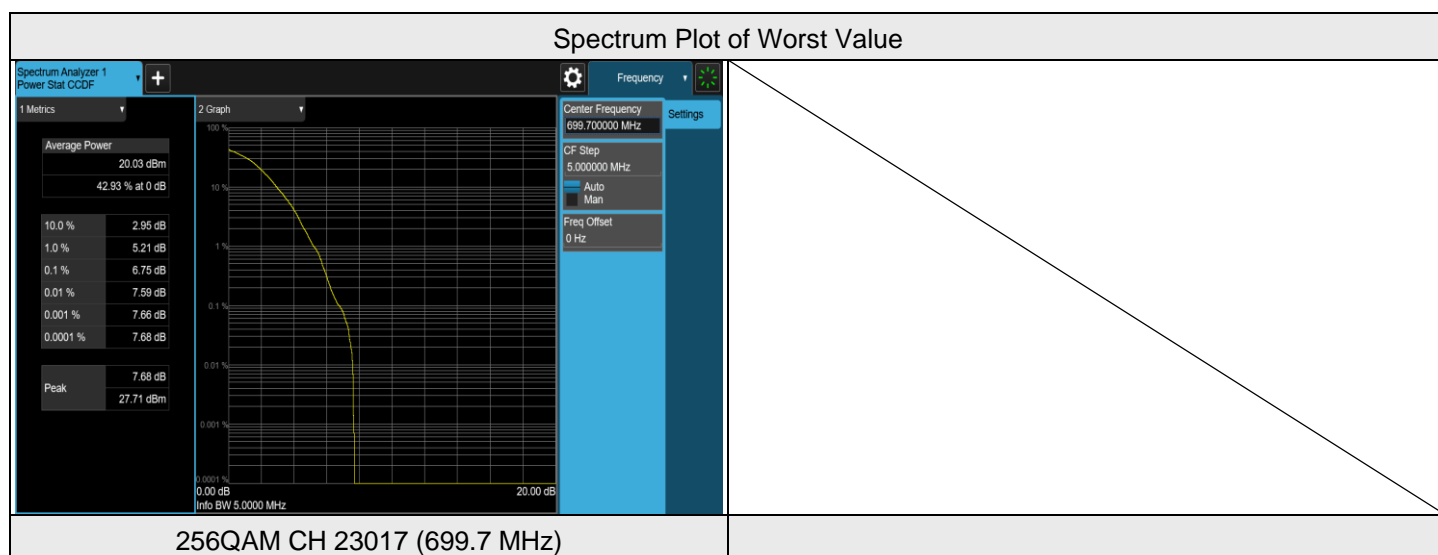 Spectrum Plot of Worst Value
Spectrum Analyzer 1
Power Stat CCDF
+
Frequency
1 Metrics
Average Power
20.03 dBm
42.93 % at 0 dB
10.0 % 2.95 dB
1.0 % 5.21 dB
0.1 % 6.75 dB
0.01 % 7.59 dB
0.001 % 7.66 dB
0.0001 % 7.68 dB
Peak 7.68 dB
27.71 dBm
2 Graph
100 %
10 %
1 %
0.1 %
0.01 %
0.001 %
0.0001 %
0.00 dB 20.00 dB
Info BW 5.0000 MHz
Center Frequency
699.700000 MHz
CF Step
5.000000 MHz
Auto
Man
Freq Offset
0 Hz
Settings
256QAM CH 23017 (699.7 MHz)